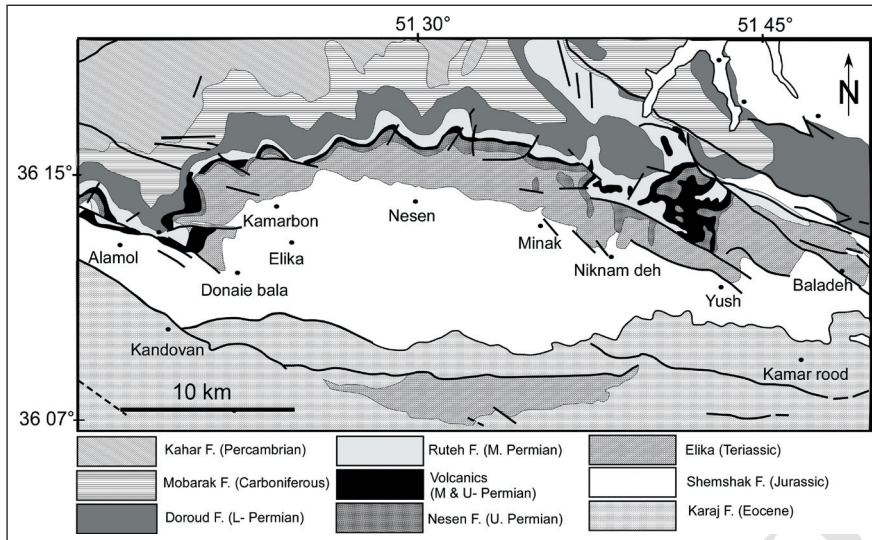 51 30° 51 45°
N
36 15°
Kamarbon
Nesen
Alamol
Elika
Minak
Donaie bala
Niknam deh
Baladeh
Yush
Kandovan
Kamar rood
10 km
36 07°
Kahar F. (Percambrian)
Mobarak F. (Carboniferous)
Doroud F. (L- Permian)
Ruteh F. (M. Permian)
Volcanics
(M & U- Permian)
Nesen F. (U. Permian)
Elika (Teriassic)
Shemshak F. (Jurassic)
Karaj F. (Eocene)